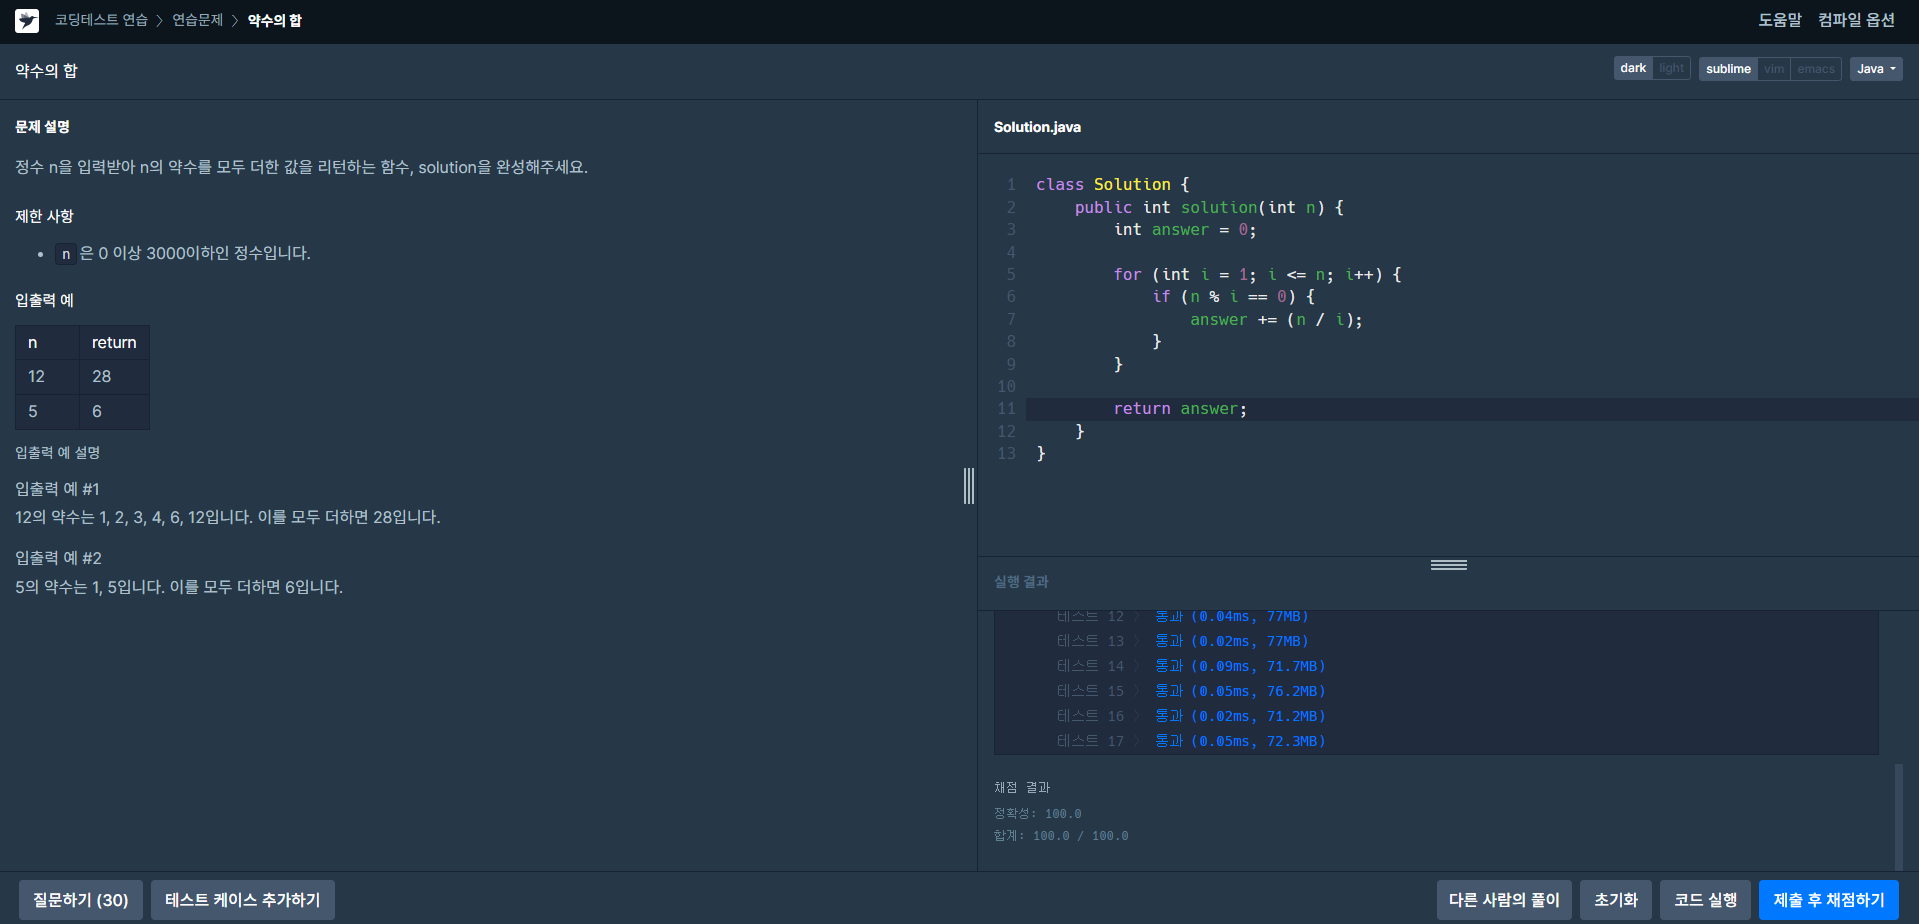 코딩테스트 연습 > 연습문제 > 약수의 합
도움말 컴파일 옵션
약수의 합
dark light sublime vim emacs Java
문제 설명
정수 n을 입력받아 n의 약수를 모두 더한 값을 리턴하는 함수, solution을 완성해주세요.
제한 사항
• n 은 0 이상 3000이하인 정수입니다.
입출력 예
n return
12 28
5 6
입출력 예 설명
입출력 예 #1
12의 약수는 1, 2, 3, 4, 6, 12입니다. 이를 모두 더하면 28입니다.
입출력 예 #2
5의 약수는 1, 5입니다. 이를 모두 더하면 6입니다.
Solution.java
1 class Solution {
2     public int solution(int n) {
3         int answer = 0;
4
5         for (int i = 1; i <= n; i++) {
6             if (n % i == 0) {
7                 answer += (n / i);
8             }
9         }
10
11         return answer;
12     }
13 }
실행 결과
테스트 12 > 통과 (0.04ms, 77MB)
테스트 13 > 통과 (0.02ms, 77MB)
테스트 14 > 통과 (0.09ms, 71.7MB)
테스트 15 > 통과 (0.05ms, 76.2MB)
테스트 16 > 통과 (0.02ms, 71.2MB)
테스트 17 > 통과 (0.05ms, 72.3MB)
채점 결과
정확성: 100.0
합계: 100.0 / 100.0
질문하기 (30) 테스트 케이스 추가하기
다른 사람의 풀이 초기화 코드 실행 제출 후 채점하기